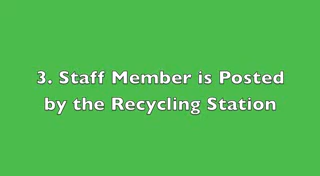 3. Staff Member is Posted
by the Recycling Station